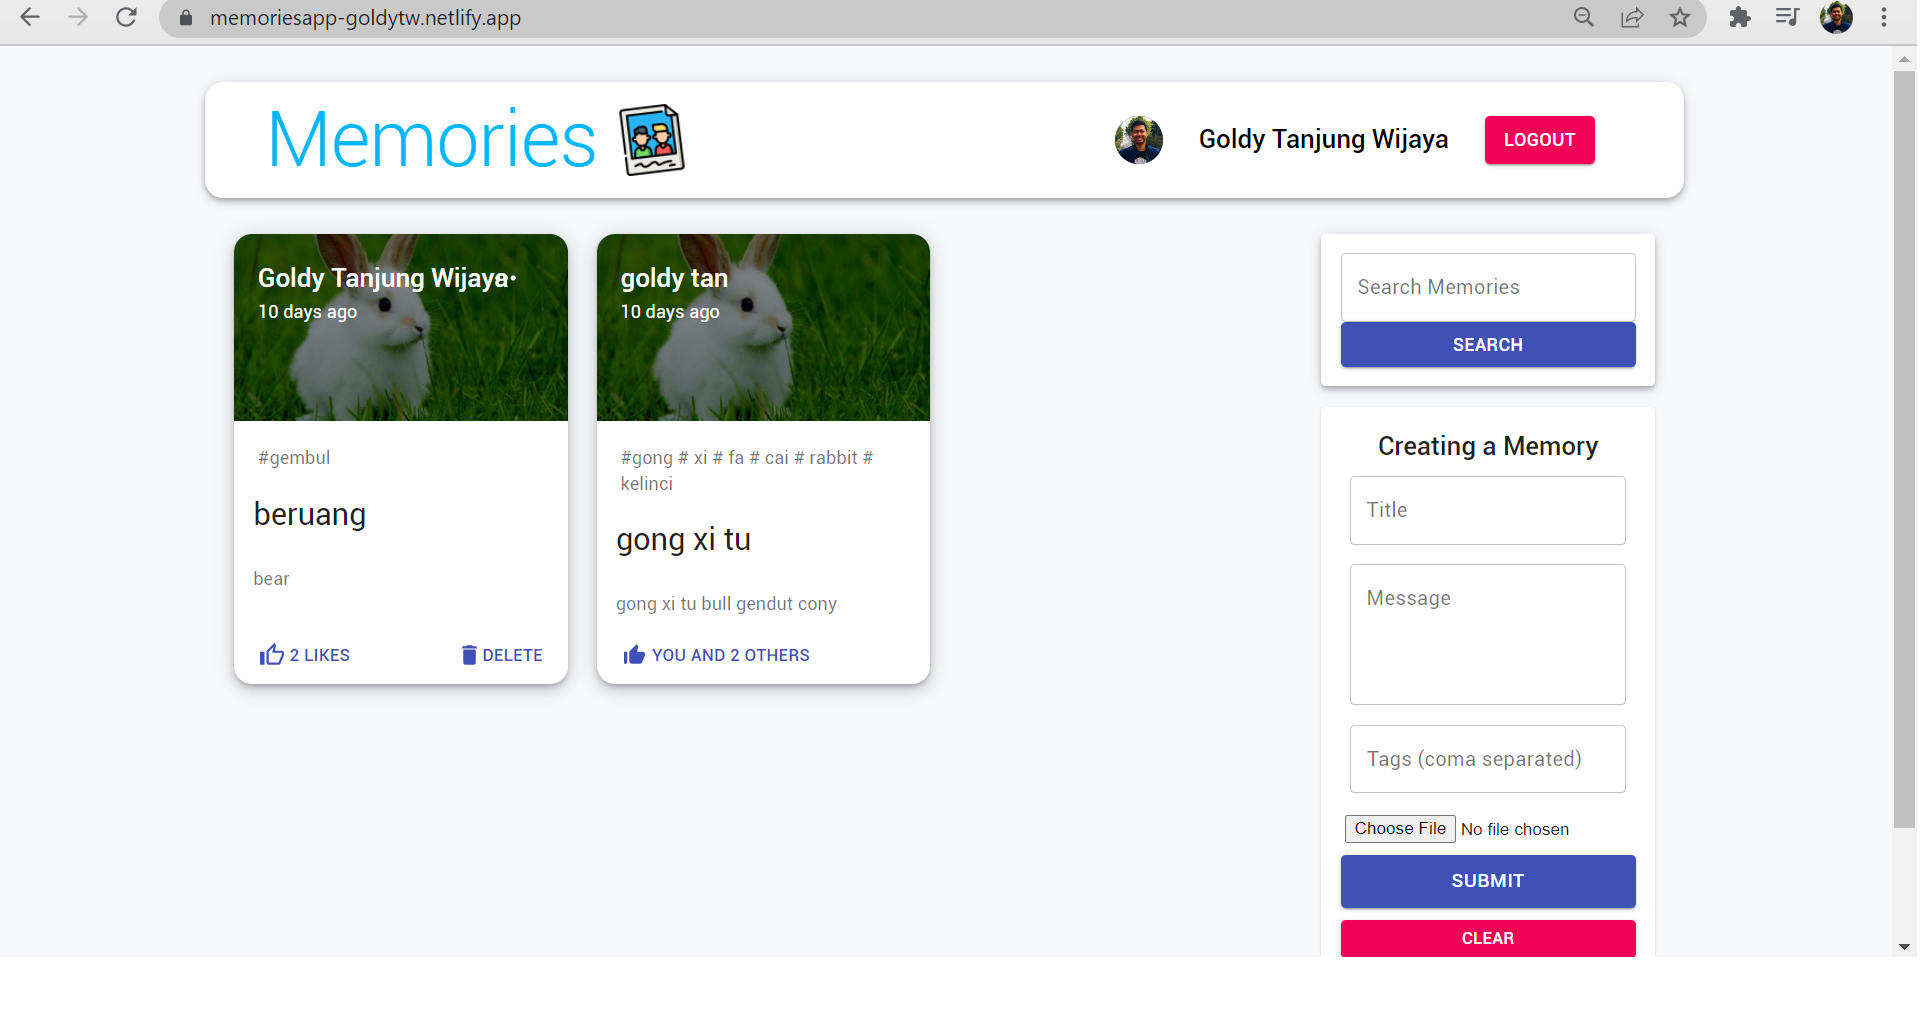 memoriesapp-goldytw.netlify.app
Memories
Goldy Tanjung Wijaya
LOGOUT
Goldy Tanjung Wijaya
10 days ago
#gembul
beruang
bear
2 LIKES
DELETE
goldy tan
10 days ago
#gong # xi # fa # cai # rabbit #
kelinci
gong xi tu
gong xi tu bull gendut cony
YOU AND 2 OTHERS
Search Memories
SEARCH
Creating a Memory
Title
Message
Tags (coma separated)
Choose File No file chosen
SUBMIT
CLEAR